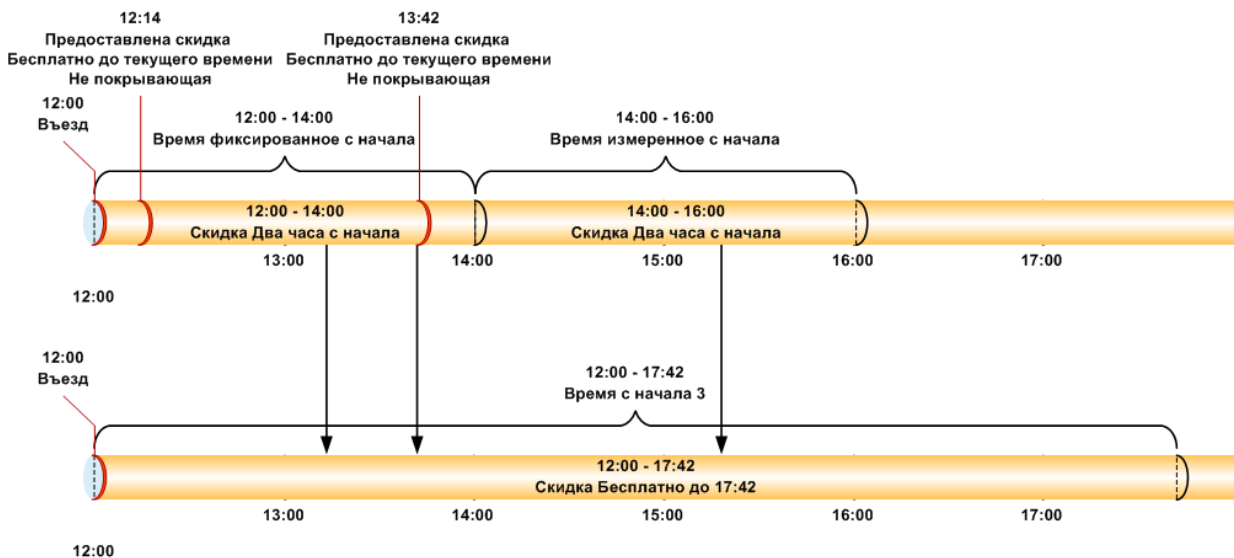 12:14
Предоставлена скидка
Бесплатно до текущего времени
Не покрывающая
13:42
Предоставлена скидка
Бесплатно до текущего времени
Не покрывающая
12:00
Въезд
12:00 - 14:00
Время фиксированное с начала
14:00 - 16:00
Время измеренное с начала
12:00 - 14:00
Скидка Два часа с начала
14:00 - 16:00
Скидка Два часа с начала
13:00
14:00
15:00
16:00
17:00
12:00
12:00
Въезд
12:00 - 17:42
Время с начала 3
12:00 - 17:42
Скидка Бесплатно до 17:42
13:00
14:00
15:00
16:00
17:00
12:00